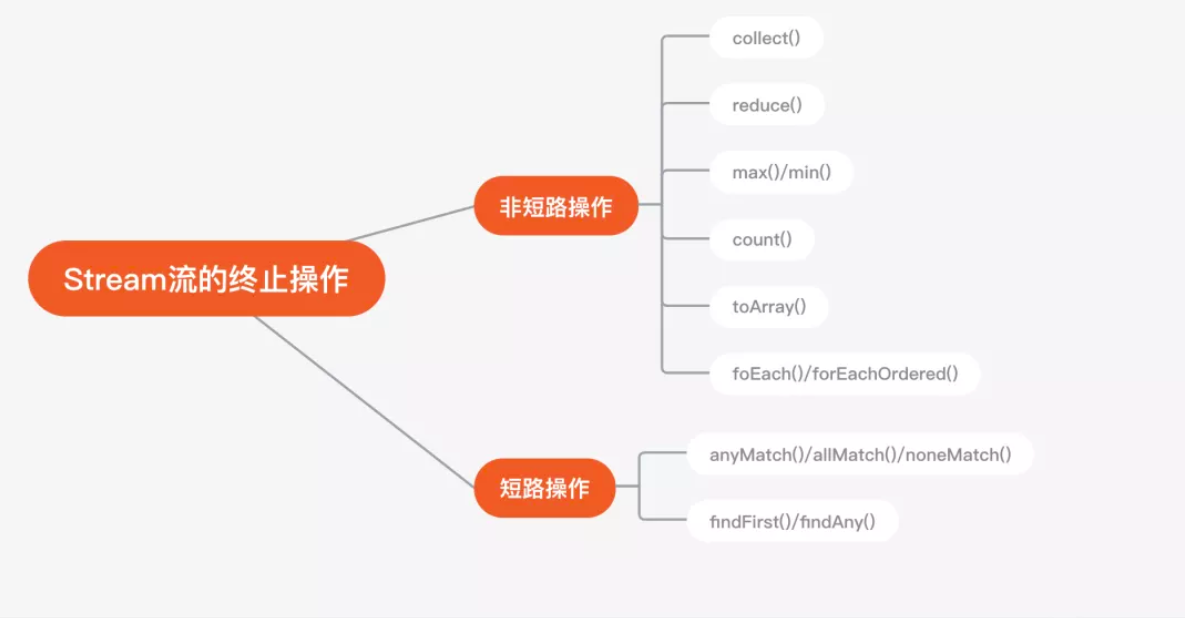 Stream流的终止操作
非短路操作
collect()
reduce()
max()/min()
count()
toArray()
foEach()/forEachOrdered()
短路操作
anyMatch()/allMatch()/noneMatch()
findFirst()/findAny()